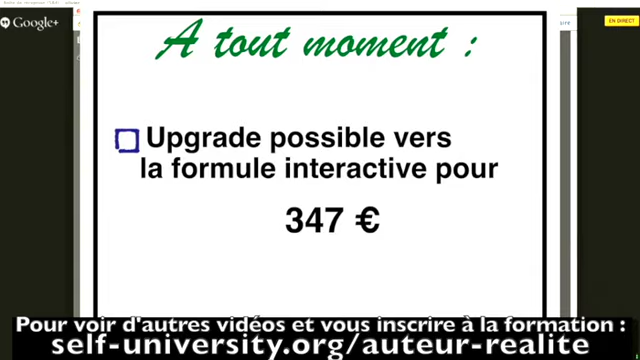 Google+
EN DIRECT
A tout moment :
Upgrade possible vers
la formule interactive pour
347 €
Pour voir d'autres vidéos et vous inscrire à la formation :
self-university.org/auteur-realite